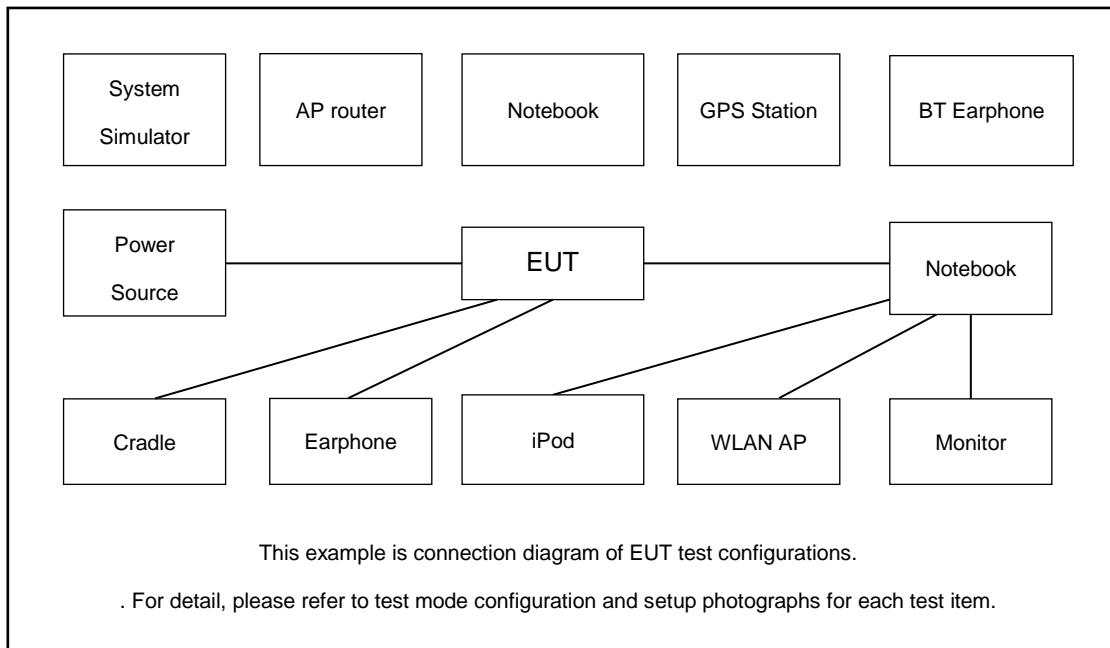 System
Simulator
AP router
Notebook
GPS Station
BT Earphone
Power
Source
EUT
Notebook
Cradle
Earphone
iPod
WLAN AP
Monitor
This example is connection diagram of EUT test configurations.
. For detail, please refer to test mode configuration and setup photographs for each test item.